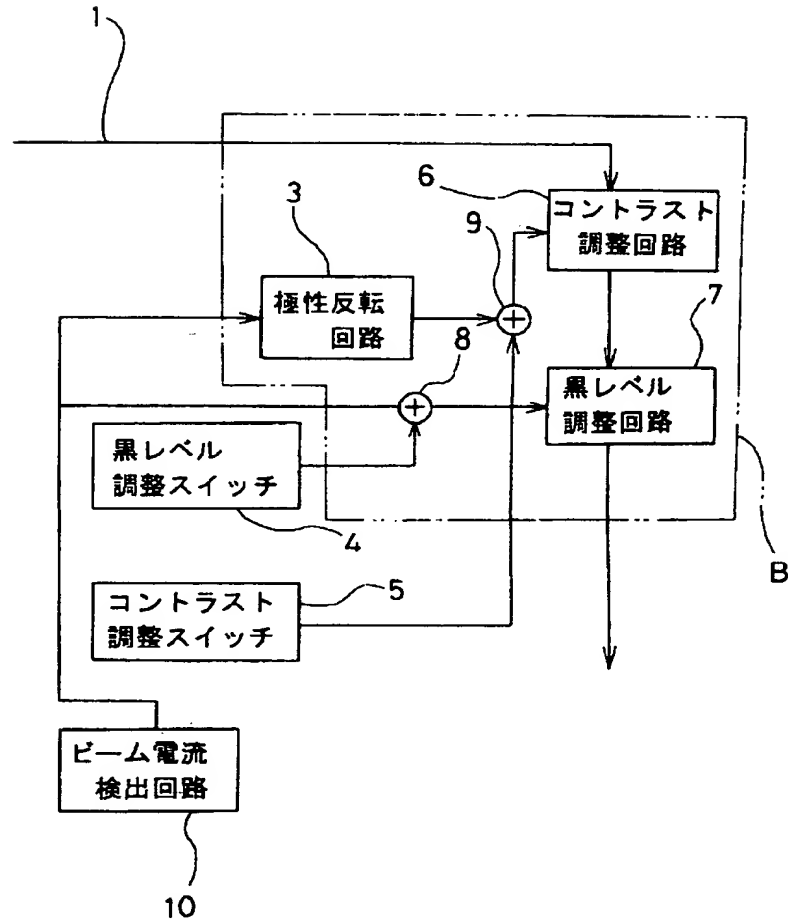 1
6
コントラスト
調整回路
3
9
極性反転
回路
8
7
黒レベル
調整回路
黒レベル
調整スイッチ
4
B
5
コントラスト
調整スイッチ
ビーム電流
検出回路
10